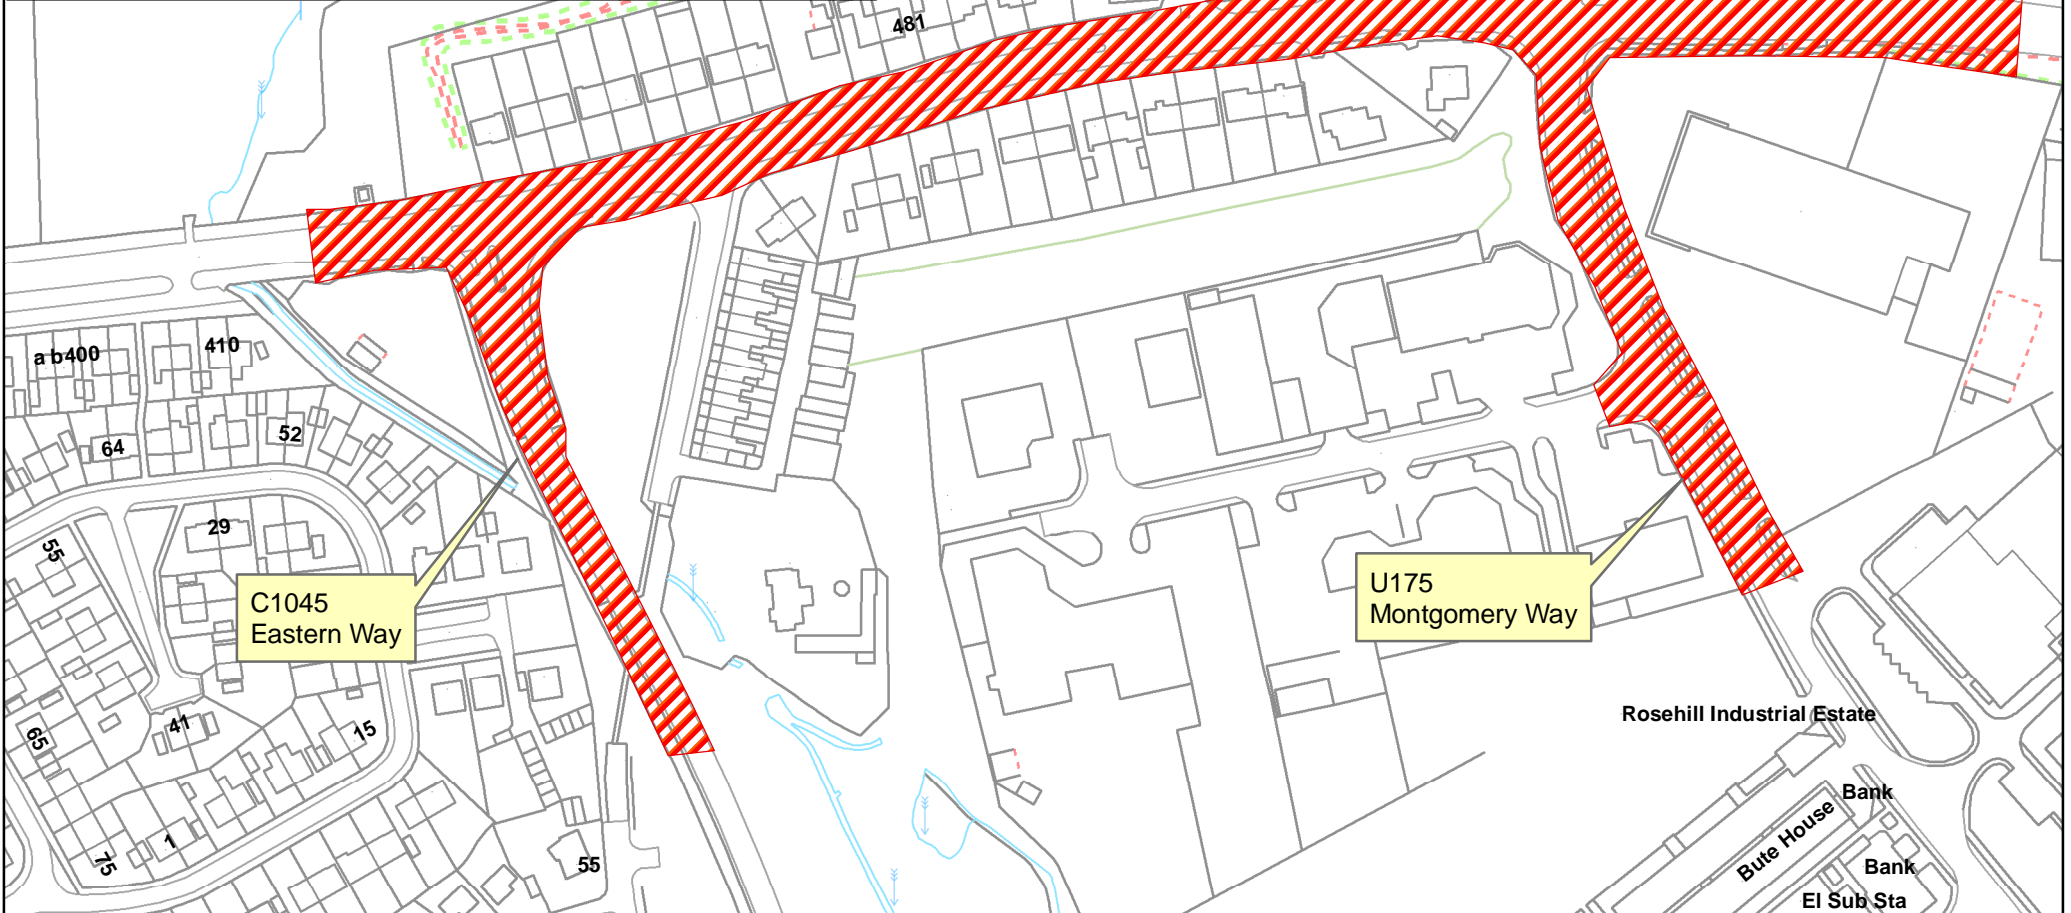 481
a b400
410
64
52
29
55
C1045
Eastern Way
U175
Montgomery Way
41
65
15
Rosehill Industrial Estate
1
75
55
Bank
Bute House
Bank
El Sub Sta